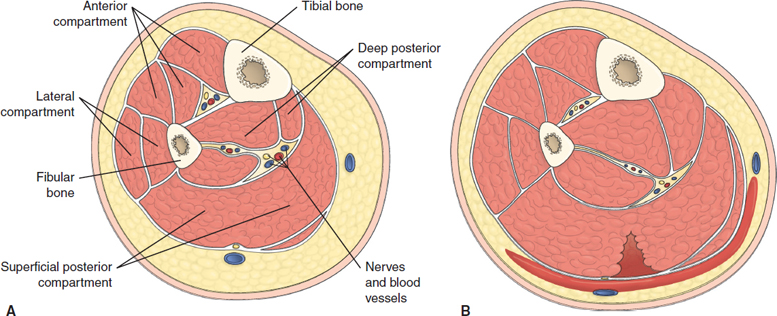 Anterior
compartment
Tibial bone
Deep posterior
compartment
Lateral
compartment
Fibular
bone
Superficial posterior
compartment
Nerves
and blood
vessels
A
B